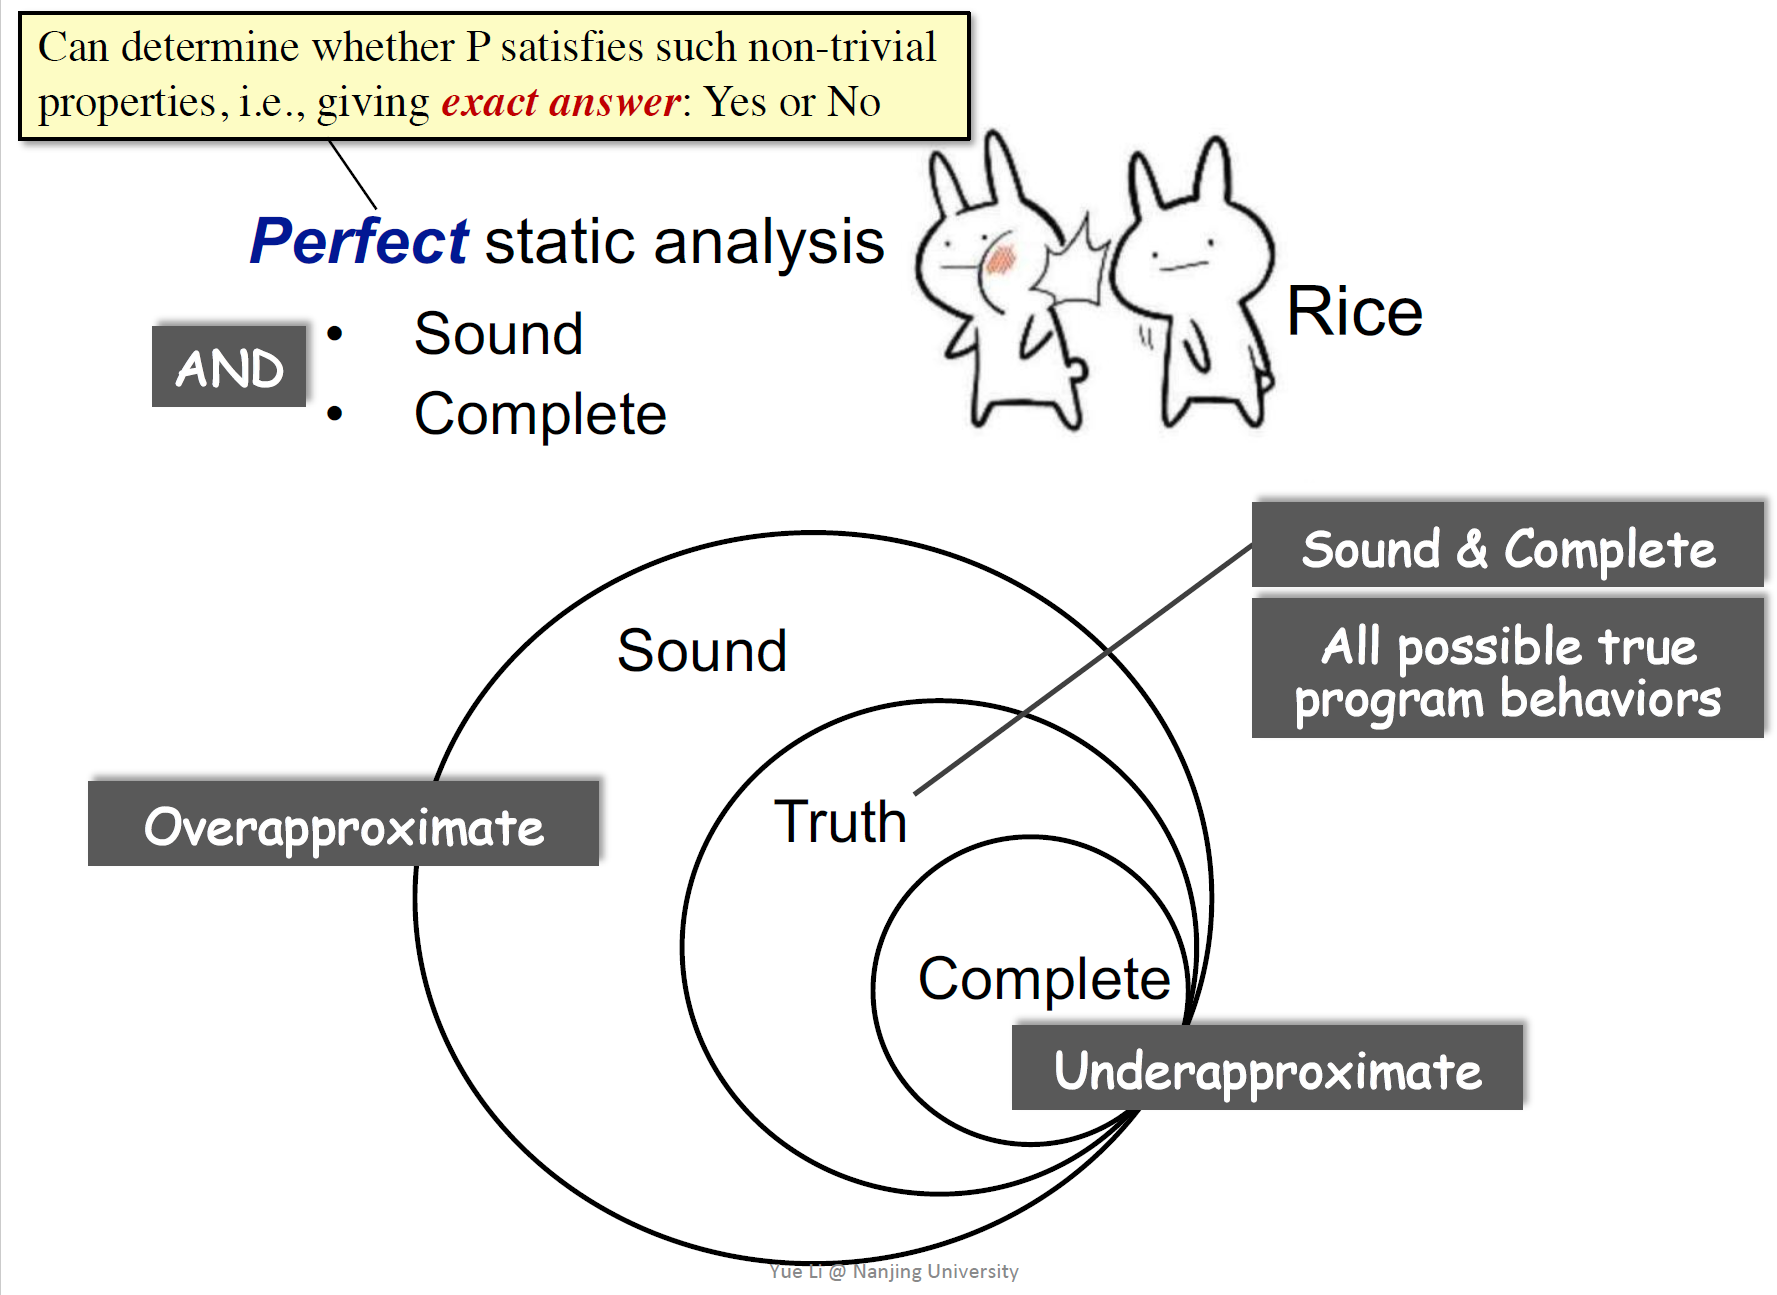 Can determine whether P satisfies such non-trivial
properties, i.e., giving exact answer: Yes or No
Perfect static analysis
AND
• Sound
• Complete
Rice
Sound & Complete
All possible true
program behaviors
Sound
Overapproximate
Truth
Complete
Underapproximate
Yue Li @ Nanjing University